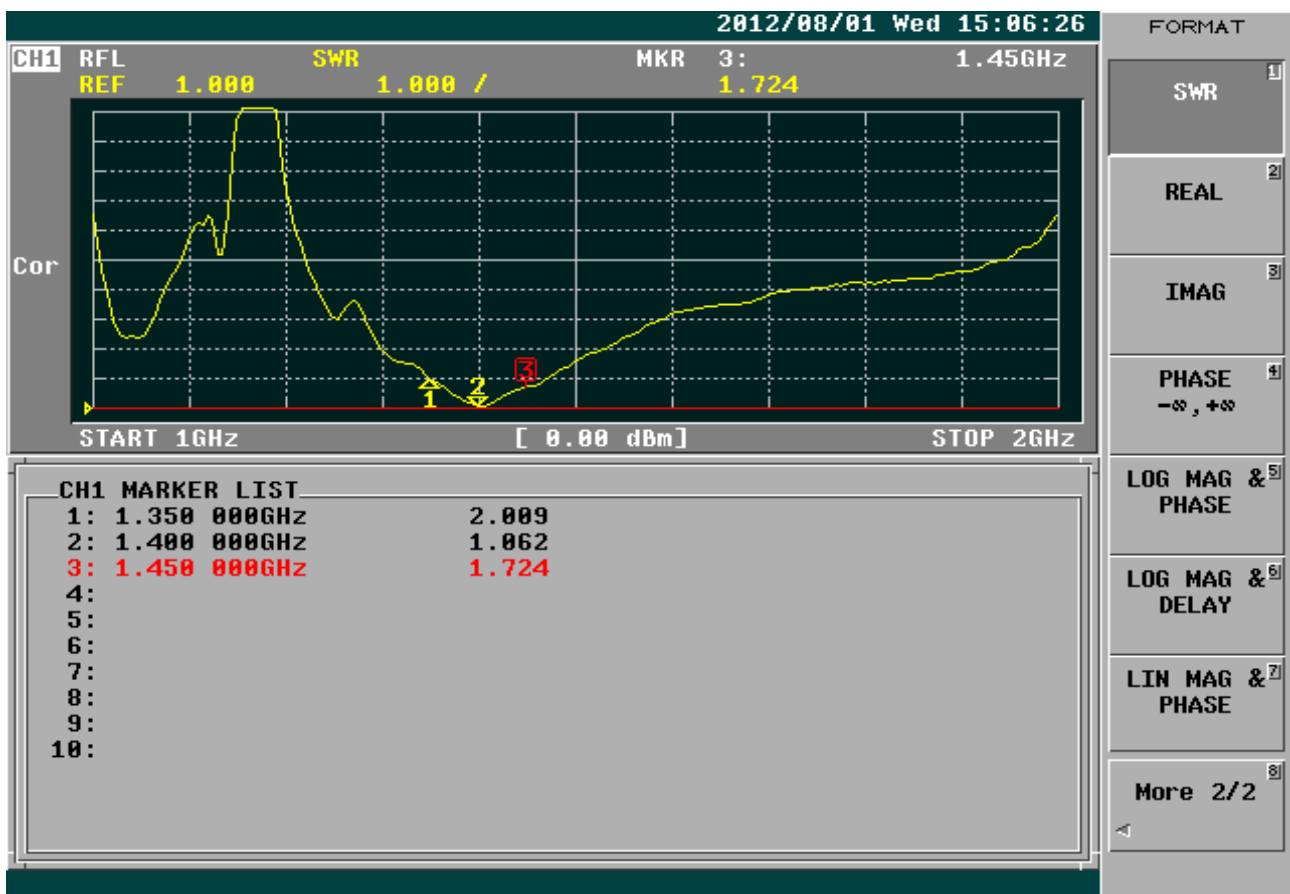 2012/08/01 Wed 15:06:26
CH1 RFL SWR MKR 3: 1.45GHz
REF 1.000 1.000 / 1.724
Cor
1
2
3
START 1GHz [ 0.00 dBm] STOP 2GHz
CH1 MARKER LIST
1: 1.350 000GHz 2.009
2: 1.400 000GHz 1.062
3: 1.450 000GHz 1.724
4:
5:
6:
7:
8:
9:
10:
FORMAT
SWR 1
REAL 2
IMAG 3
PHASE 4
-∞,+∞
LOG MAG & 5
PHASE
LOG MAG & 6
DELAY
LIN MAG & 7
PHASE
More 2/2 8